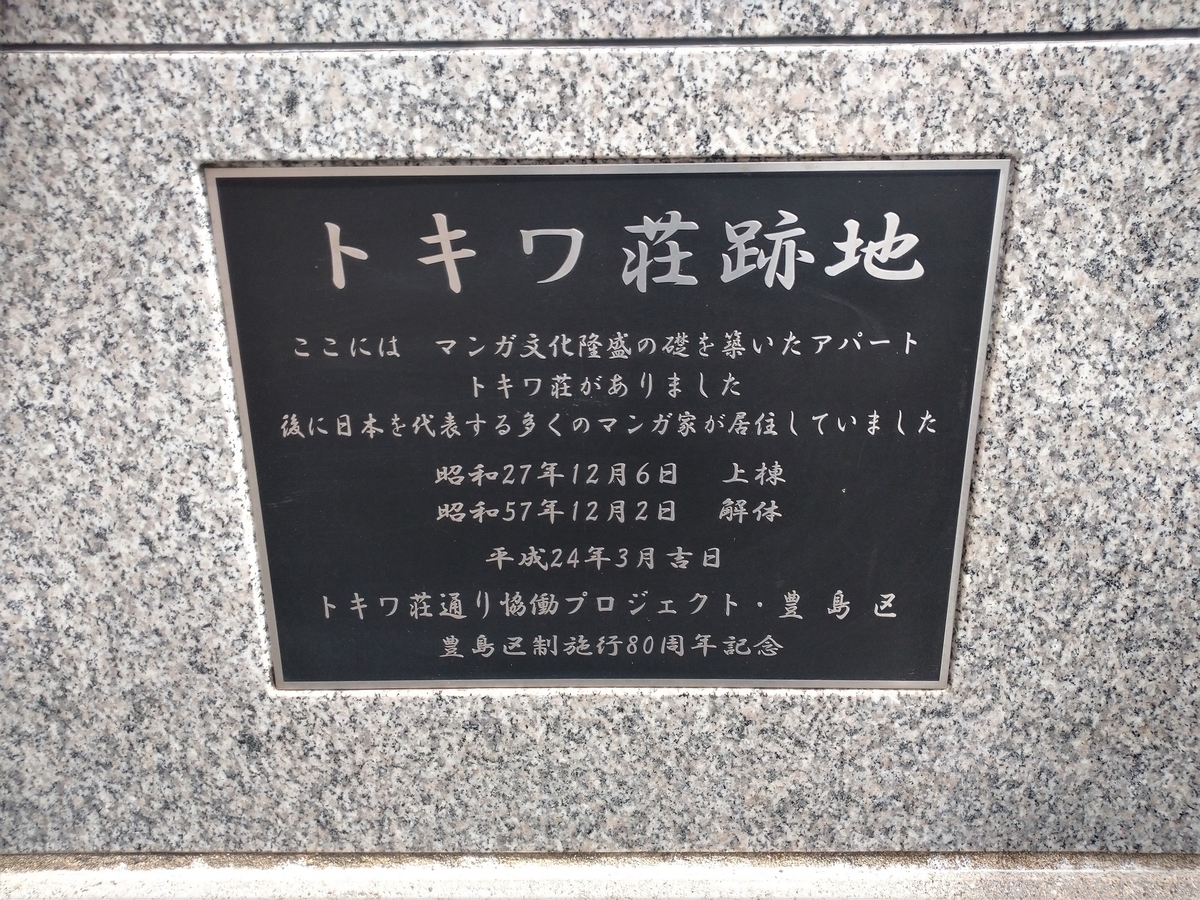 トキワ荘跡地
ここには　マンガ文化隆盛の礎を築いたアパート
トキワ荘がありました
後に日本を代表する多くのマンガ家が居住していました
昭和27年12月6日　上棟
昭和57年12月2日　解体
平成24年3月吉日
トキワ荘通り協働プロジェクト・豊 島 区
豊島区制施行80周年記念